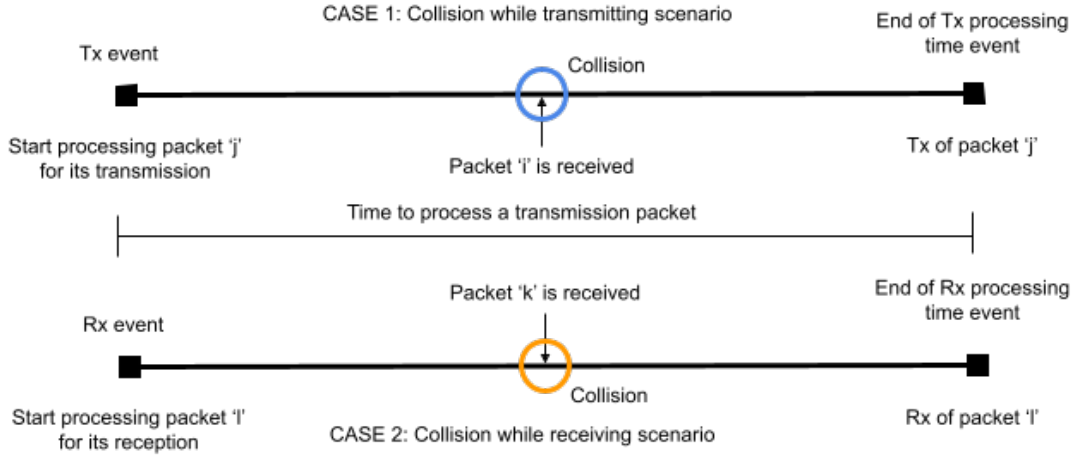 CASE 1: Collision while transmitting scenario
Tx event
End of Tx processing
time event
Collision
Start processing packet ‘j’
for its transmission
Packet ‘i’ is received
Tx of packet ‘j’
Time to process a transmission packet
Packet ‘k’ is received
End of Rx processing
time event
Rx event
Collision
Start processing packet ‘l’
for its reception
CASE 2: Collision while receiving scenario
Rx of packet ‘l’